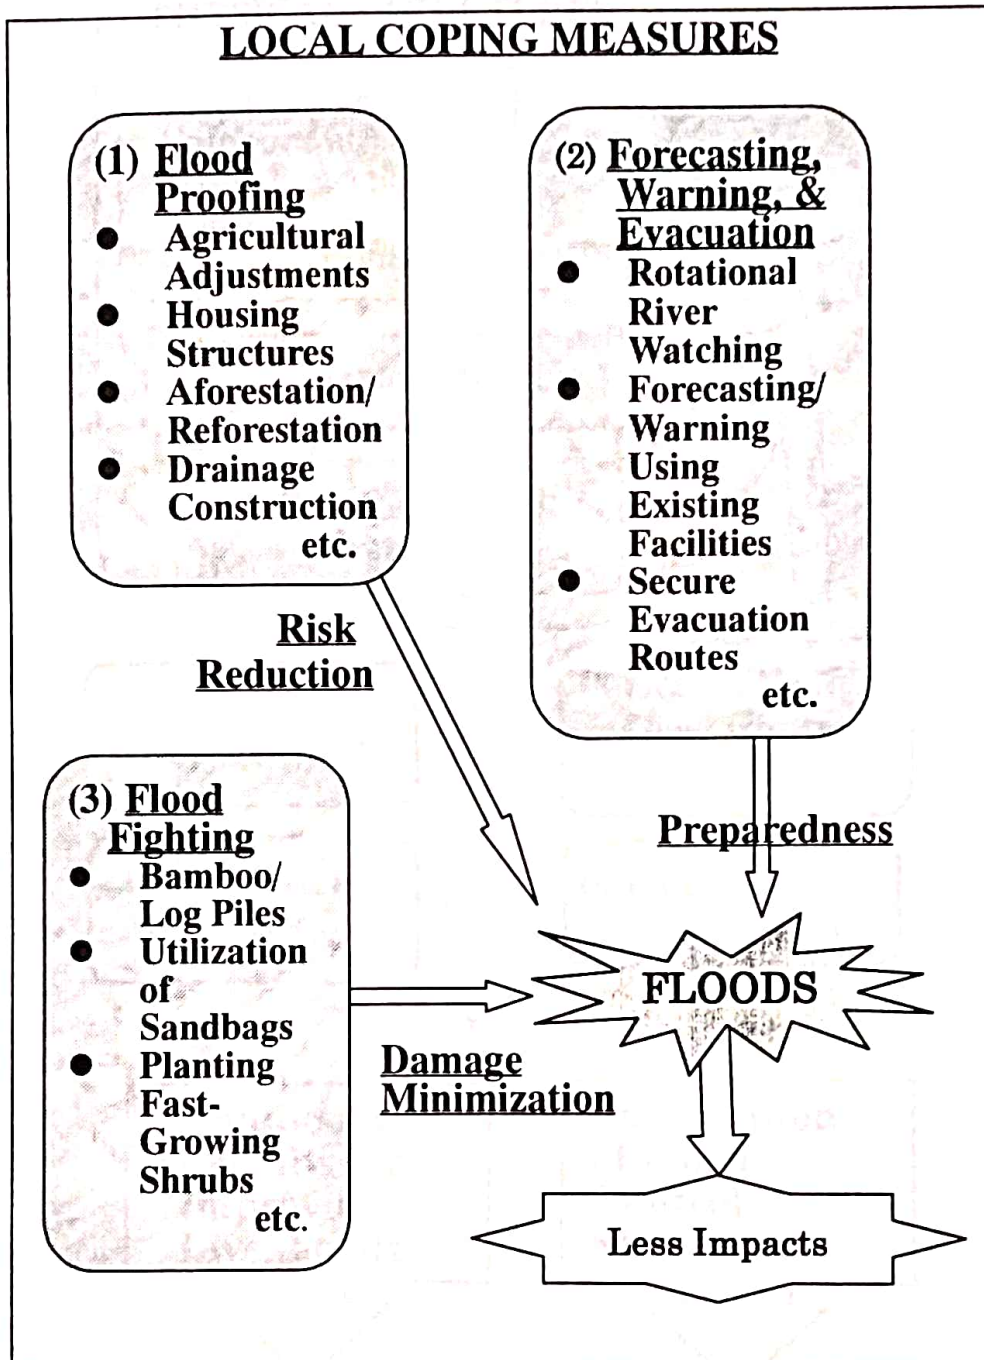 LOCAL COPING MEASURES
(1) Flood
Proofing
● Agricultural
Adjustments
● Housing
Structures
● Aforestation/
Reforestation
● Drainage
Construction
etc.
(2) Forecasting,
Warning, &
Evacuation
● Rotational
River
Watching
● Forecasting/
Warning
Using
Existing
Facilities
● Secure
Evacuation
Routes
etc.
Risk
Reduction
(3) Flood
Fighting
● Bamboo/
Log Piles
● Utilization
of
Sandbags
● Planting
Fast-
Growing
Shrubs
etc.
Preparedness
FLOODS
Damage
Minimization
Less Impacts